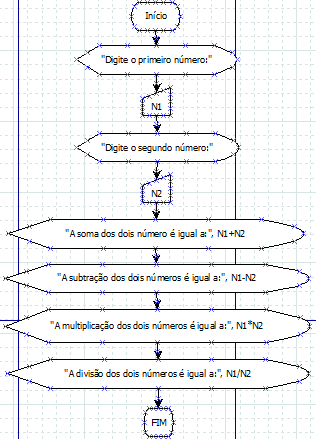 Início
"Digite o primeiro número:"
N1
"Digite o segundo número:"
N2
"A soma dos dois número é igual a:", N1+N2
"A subtração dos dois números é igual a:", N1-N2
"A multiplicação dos dois números é igual a:", N1*N2
"A divisão dos dois números é igual a:", N1/N2
FIM